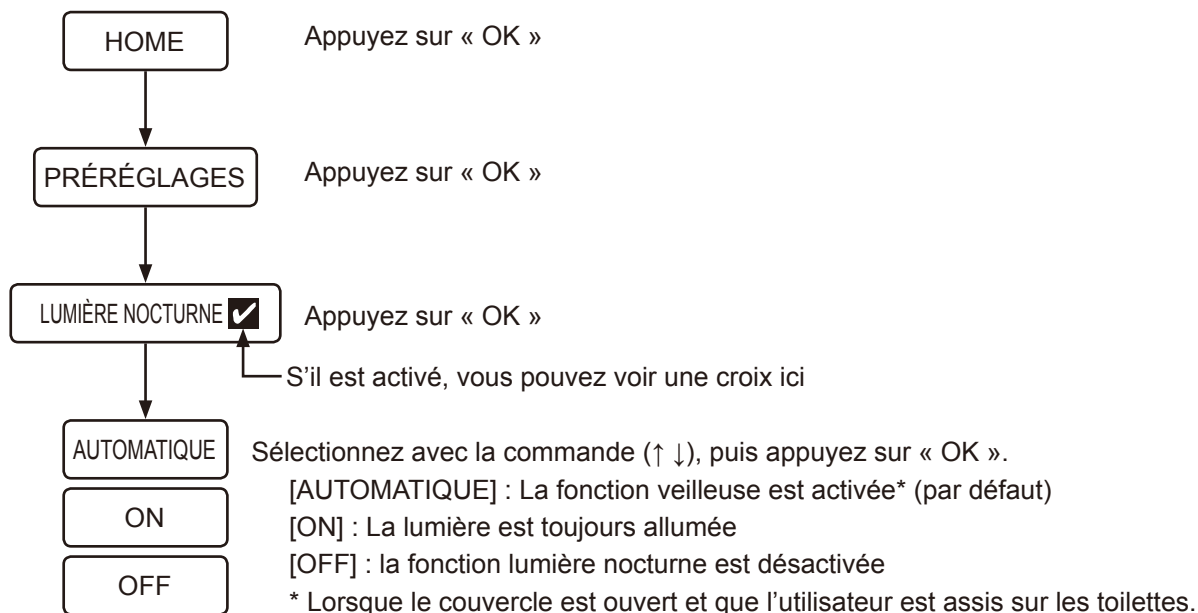 HOME
Appuyez sur « OK »
PRÉRÉGLAGES
Appuyez sur « OK »
LUMIÈRE NOCTURNE ✔
Appuyez sur « OK »
S'il est activé, vous pouvez voir une croix ici
AUTOMATIQUE
Sélectionnez avec la commande (↑ ↓), puis appuyez sur « OK ».
[AUTOMATIQUE] : La fonction veilleuse est activée* (par défaut)
ON
[ON] : La lumière est toujours allumée
[OFF] : la fonction lumière nocturne est désactivée
OFF
* Lorsque le couvercle est ouvert et que l'utilisateur est assis sur les toilettes